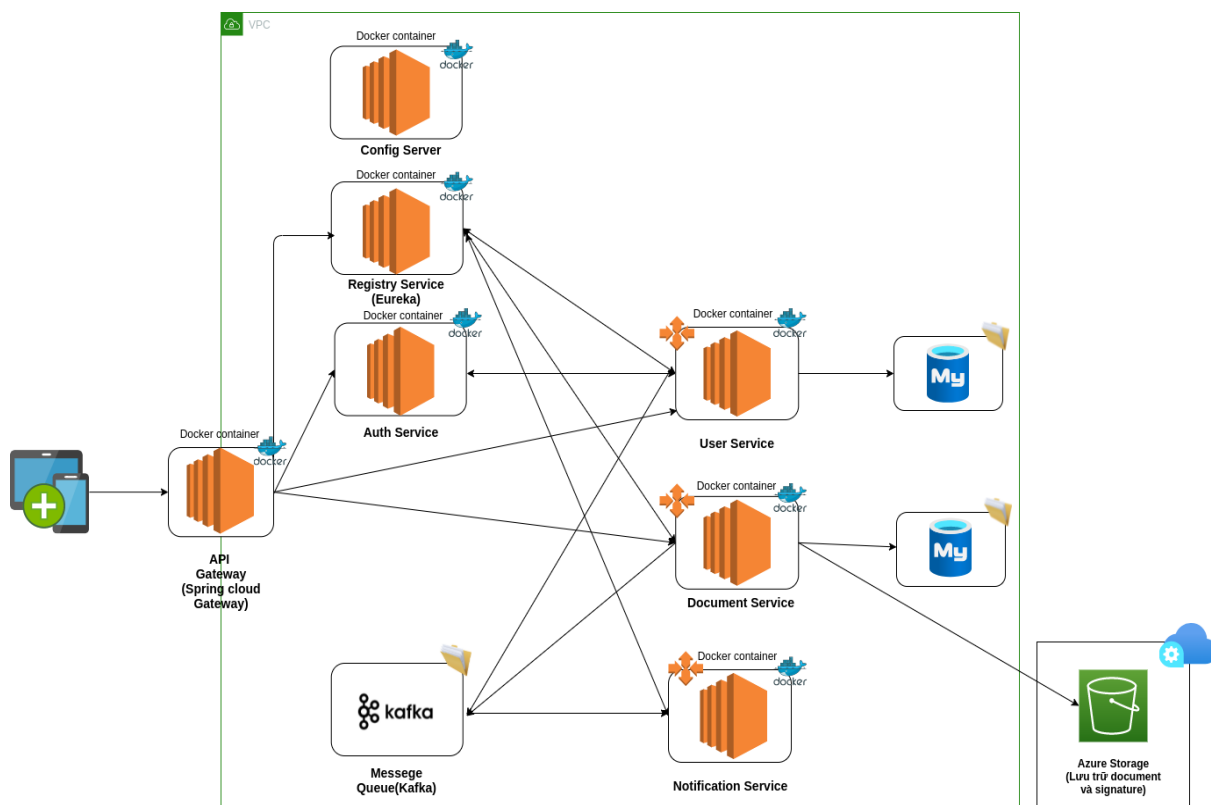 VPC
Docker container
docker
Config Server
Docker container
docker
Registry Service
(Eureka)
Docker container
docker
Auth Service
Docker container
docker
API
Gateway
(Spring cloud
Gateway)
Docker container
docker
User Service
My
Docker container
docker
Document Service
My
kafka
Messege
Queue(Kafka)
Docker container
docker
Notification Service
Azure Storage
(Lưu trữ document
và signature)